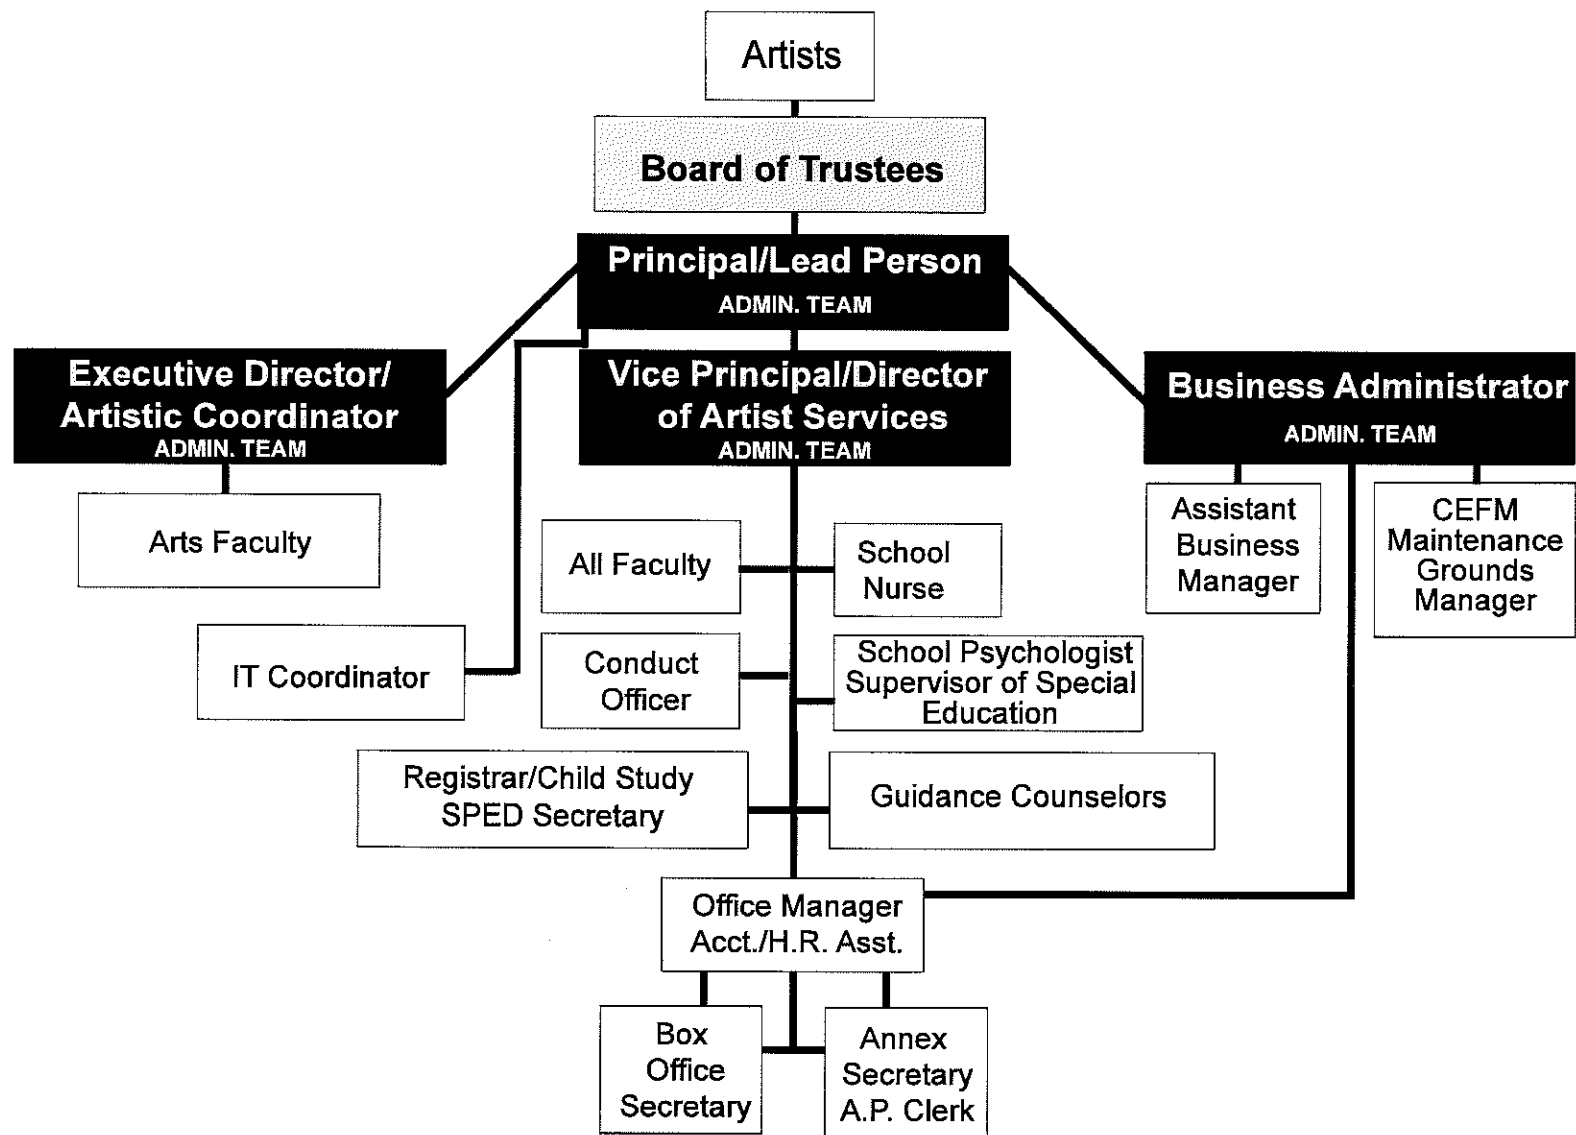 Artists
Board of Trustees
Principal/Lead Person
ADMIN. TEAM
Executive Director/
Artistic Coordinator
ADMIN. TEAM
Vice Principal/Director
of Artist Services
ADMIN. TEAM
Business Administrator
ADMIN. TEAM
Arts Faculty
IT Coordinator
All Faculty
School
Nurse
Conduct
Officer
School Psychologist
Supervisor of Special
Education
Registrar/Child Study
SPED Secretary
Guidance Counselors
Assistant
Business
Manager
CEFM
Maintenance
Grounds
Manager
Office Manager
Acct./H.R. Asst.
Box
Office
Secretary
Annex
Secretary
A.P. Clerk